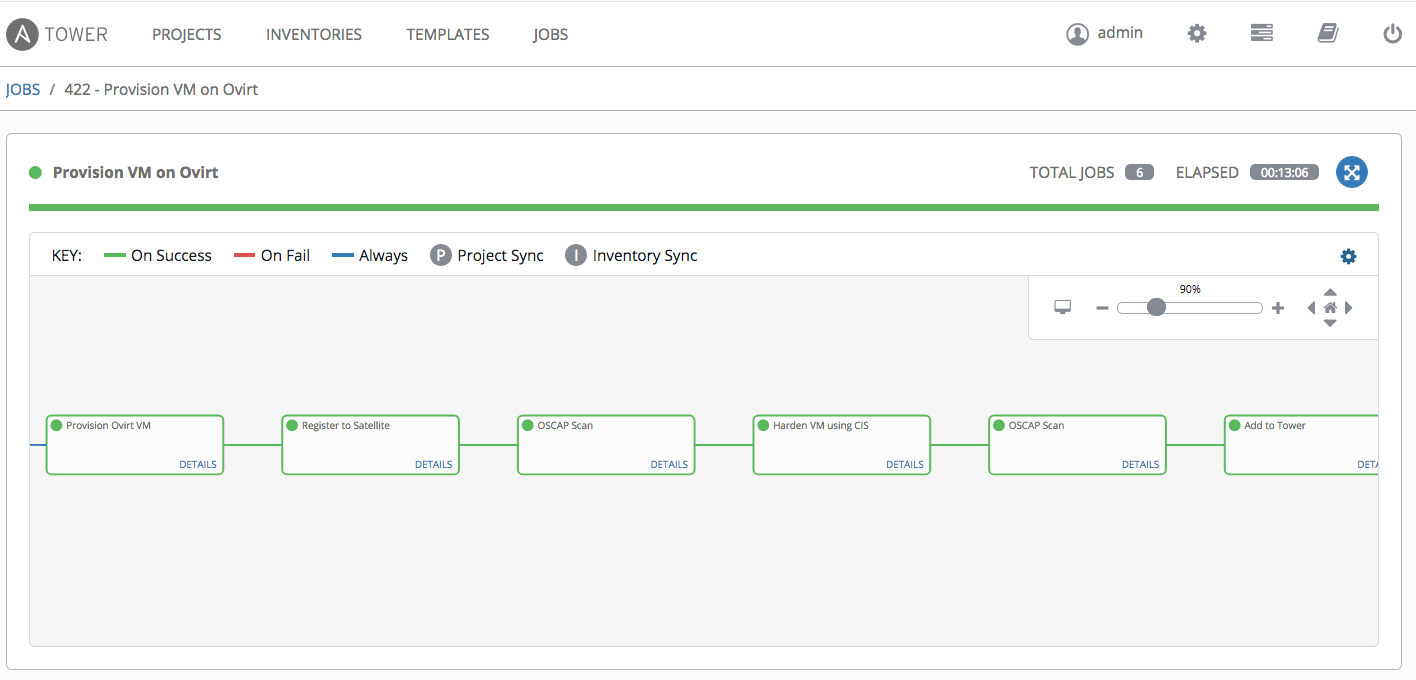 A TOWER PROJECTS INVENTORIES TEMPLATES JOBS admin
JOBS / 422 - Provision VM on Ovirt
Provision VM on Ovirt TOTAL JOBS 6 ELAPSED 00:13:06
KEY: On Success On Fail Always P Project Sync I Inventory Sync
90%
Provision Ovirt VM Register to Satellite OSCAP Scan Harden VM using CIS OSCAP Scan Add to Tower
DETAILS DETAILS DETAILS DETAILS DETAILS DETA